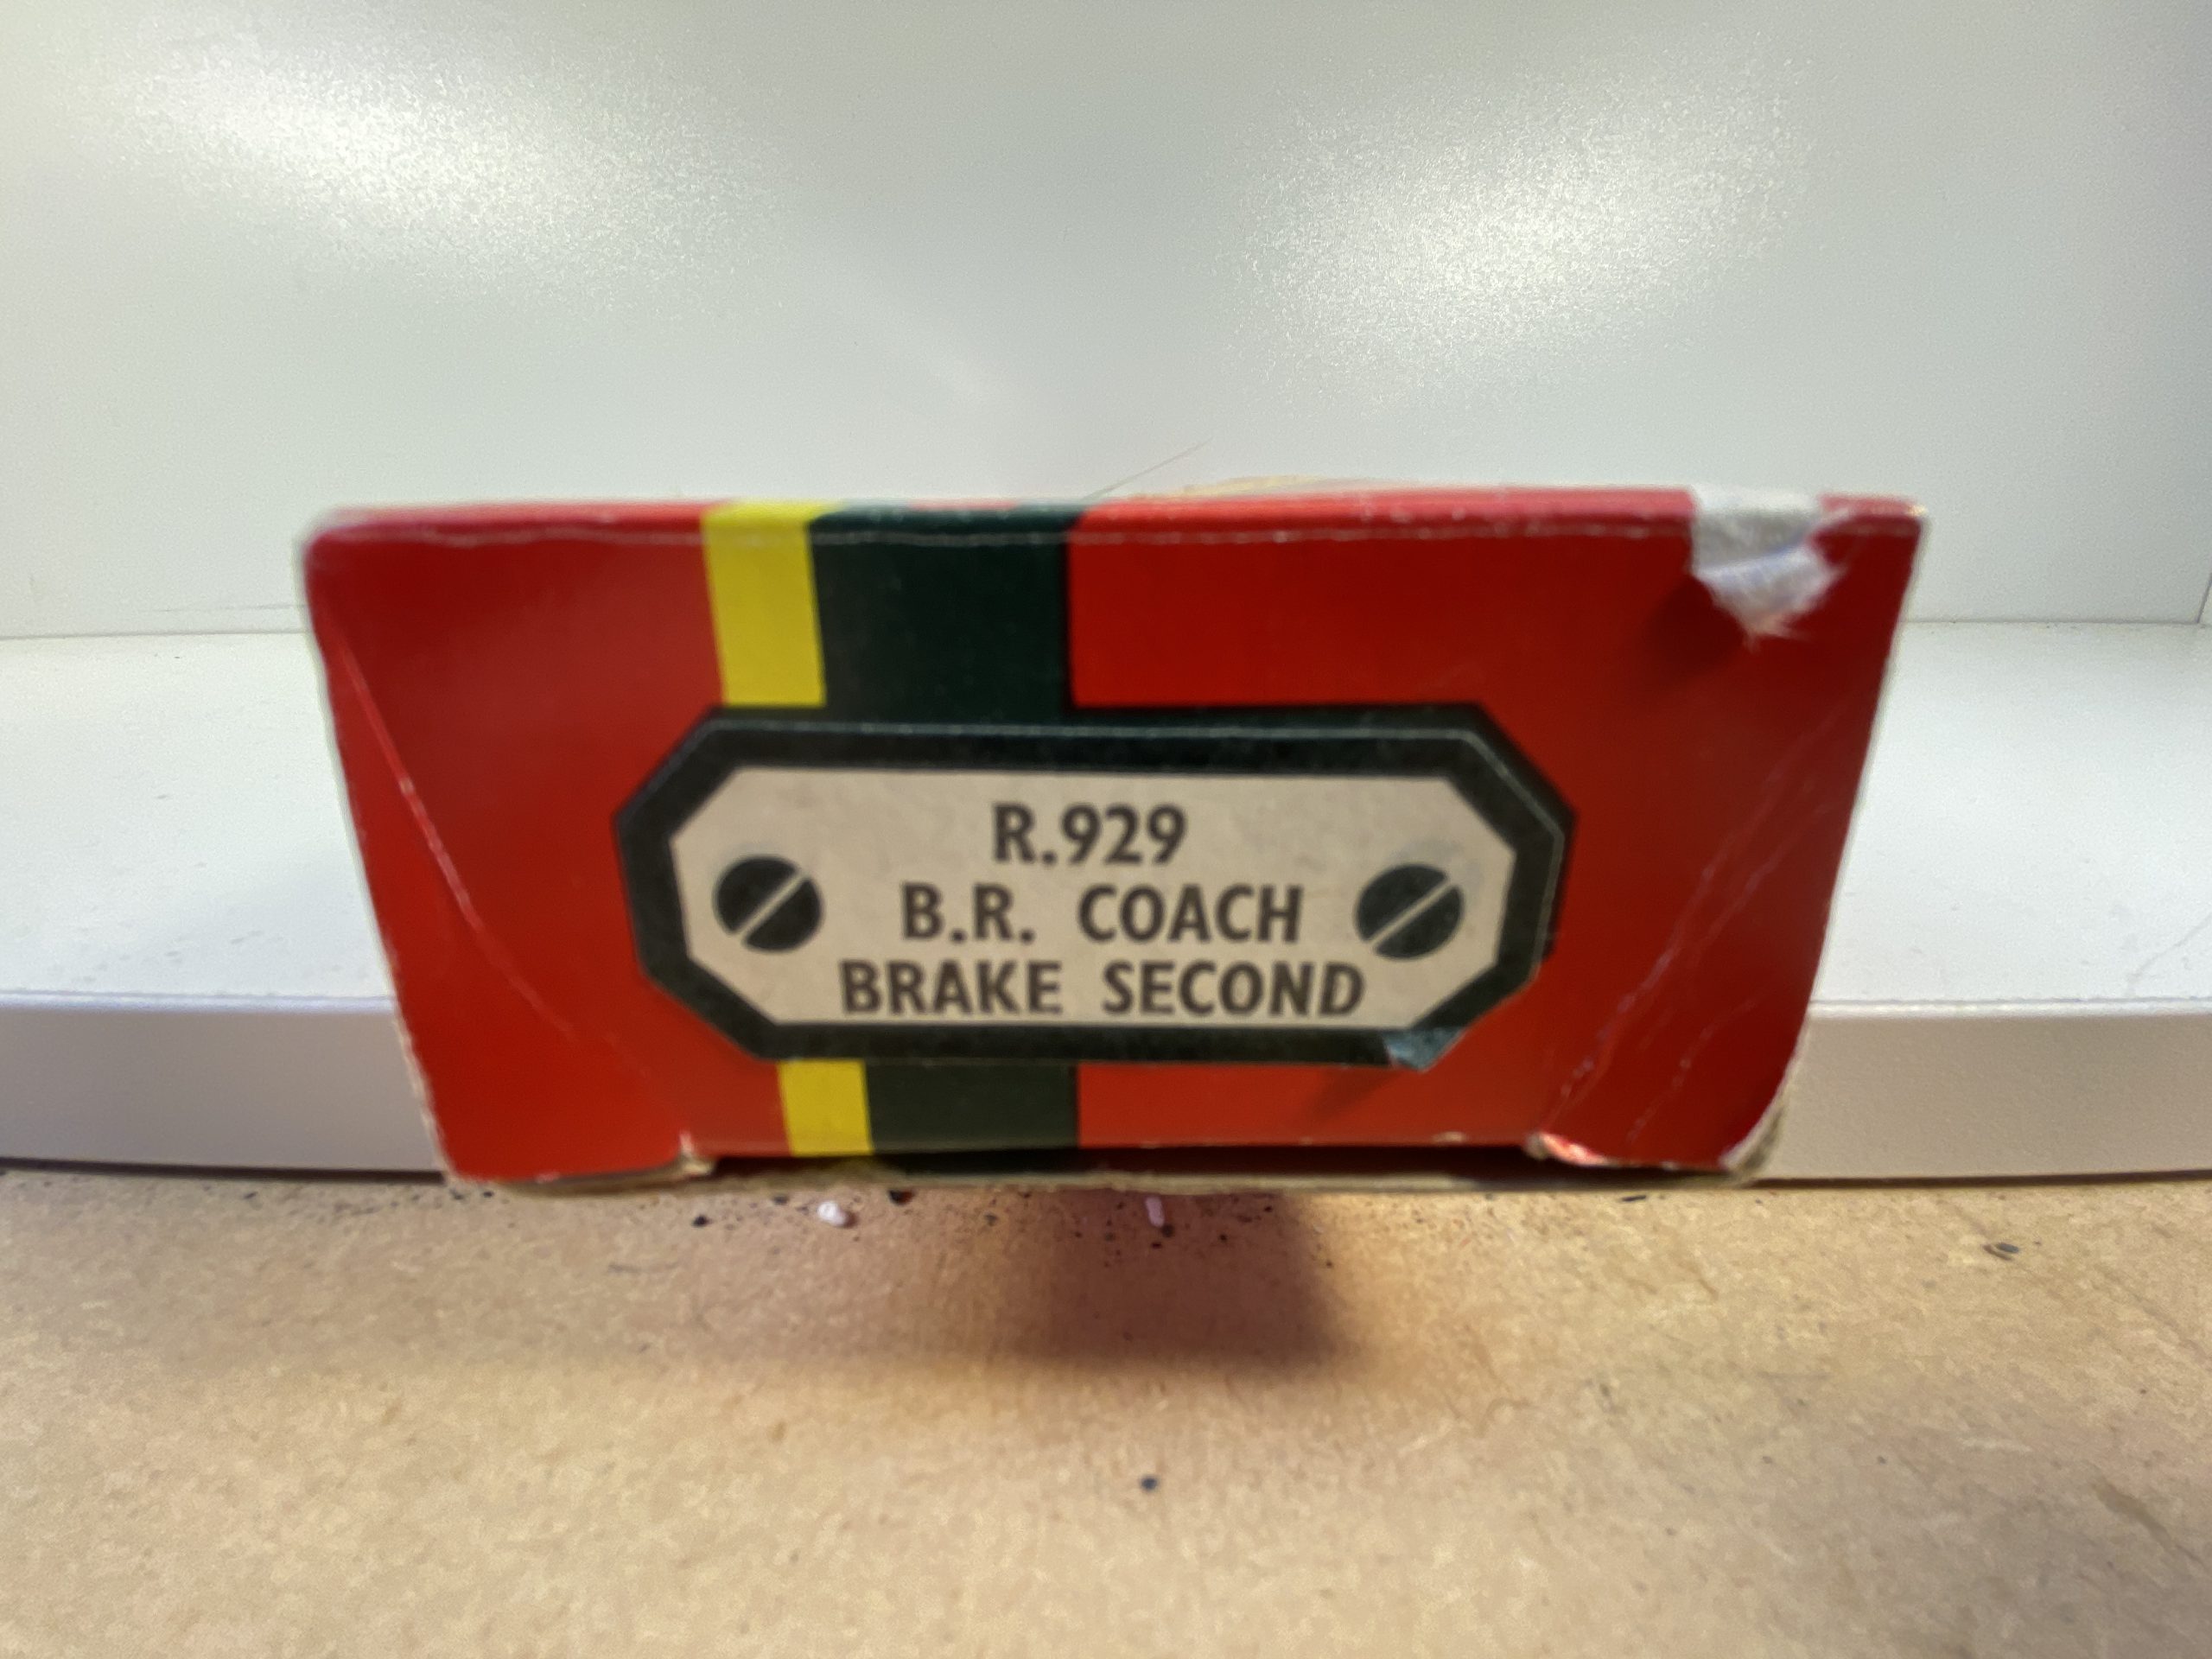 R.929
B.R. COACH
BRAKE SECOND